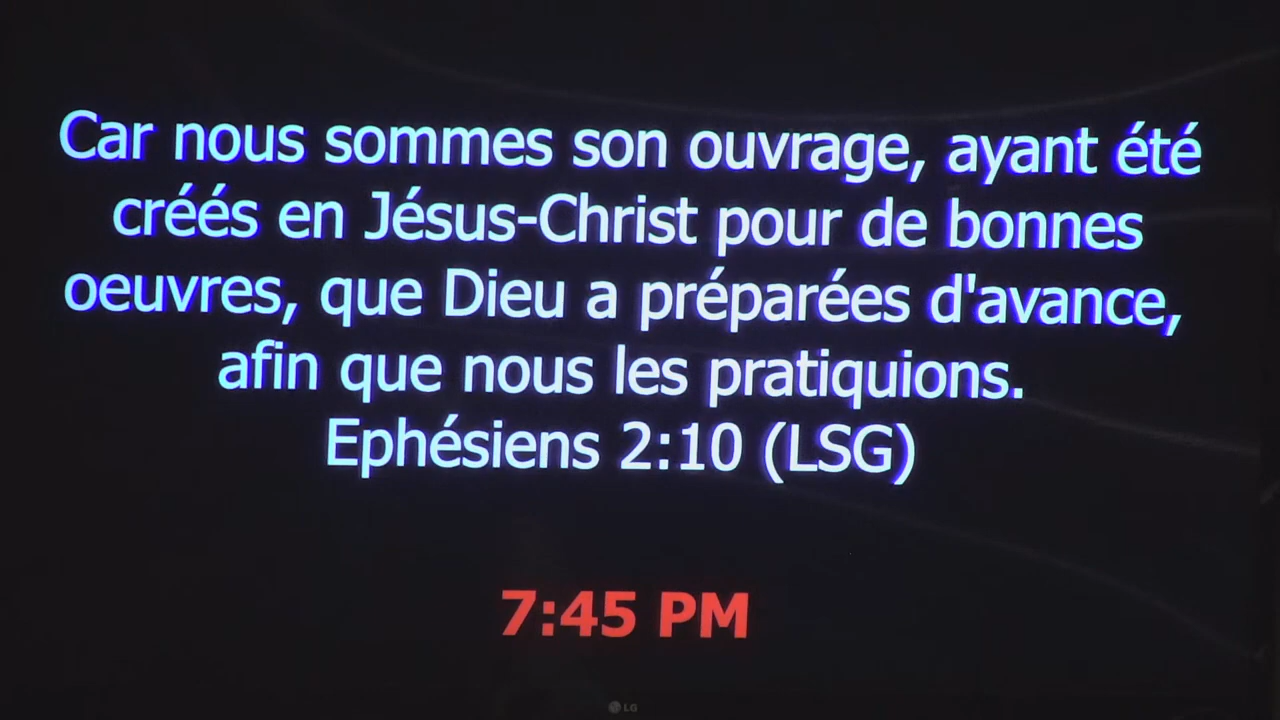 Car nous sommes son ouvrage, ayant été
créés en Jésus-Christ pour de bonnes
oeuvres, que Dieu a préparées d'avance,
afin que nous les pratiquions.
Ephésiens 2:10 (LSG)
7:45 PM
LG